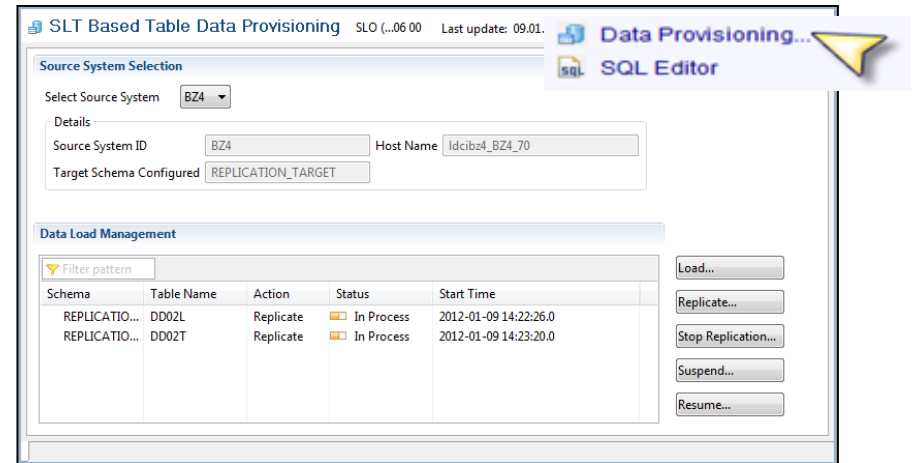 SLT Based Table Data Provisioning SLO (...06 00 Last update: 09.01.
Data Provisioning...
SQL Editor
Source System Selection
Select Source System BZ4
Details
Source System ID BZ4 Host Name ldcibz4_BZ4_70
Target Schema Configured REPLICATION_TARGET
Data Load Management
Filter pattern
Load...
Schema Table Name Action Status Start Time
Replicate...
REPLICATIO... DD02L Replicate In Process 2012-01-09 14:22:26.0
REPLICATIO... DD02T Replicate In Process 2012-01-09 14:23:20.0
Stop Replication...
Suspend...
Resume...